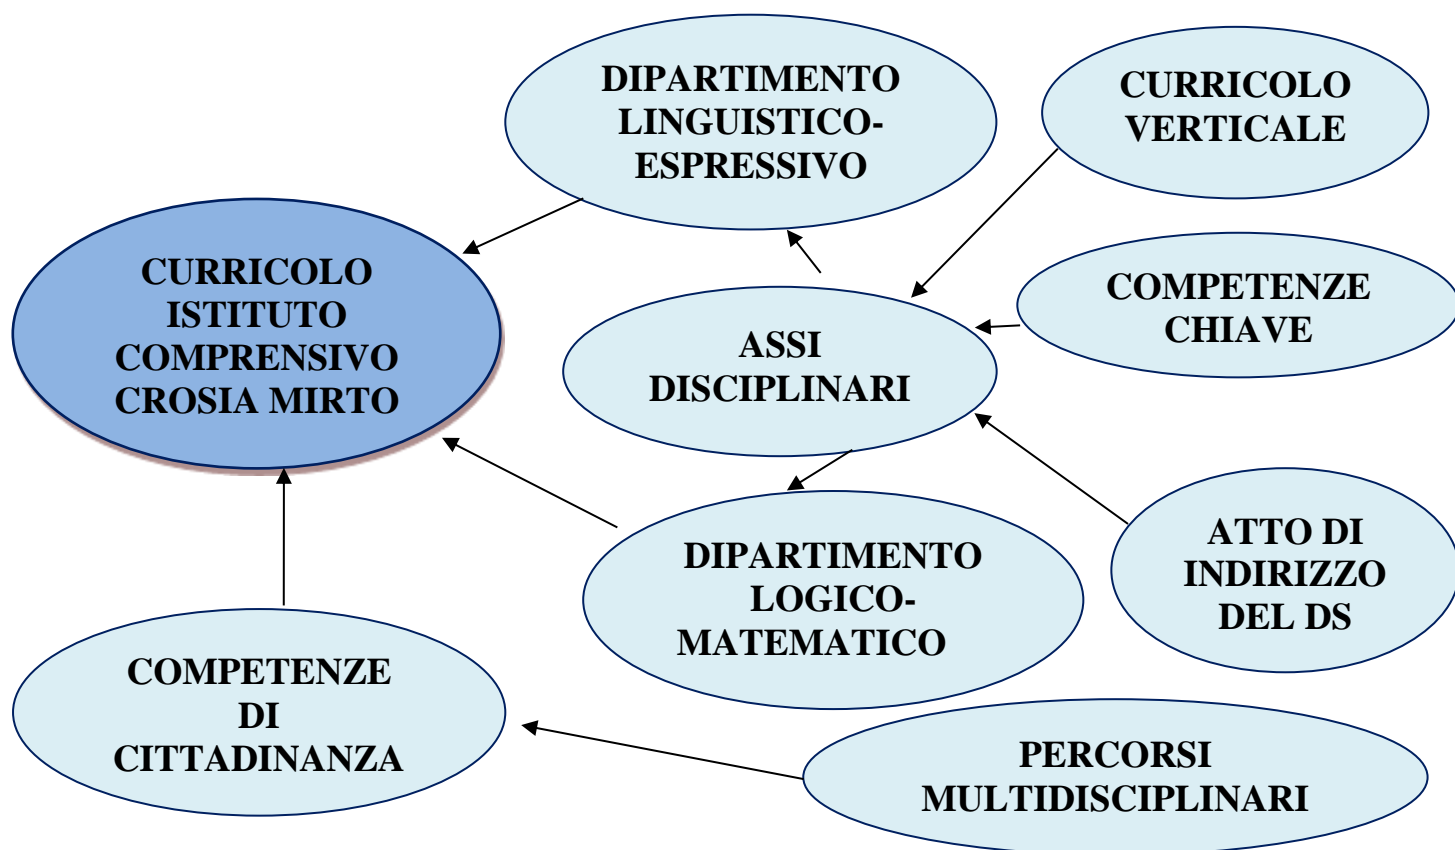 DIPARTIMENTO
LINGUISTICO-
ESPRESSIVO
CURRICOLO
VERTICALE
CURRICOLO
ISTITUTO
COMPRENSIVO
CROSIA MIRTO
COMPETENZE
CHIAVE
ASSI
DISCIPLINARI
ATTO DI
INDIRIZZO
DEL DS
DIPARTIMENTO
LOGICO-
MATEMATICO
COMPETENZE
DI
CITTADINANZA
PERCORSI
MULTIDISCIPLINARI